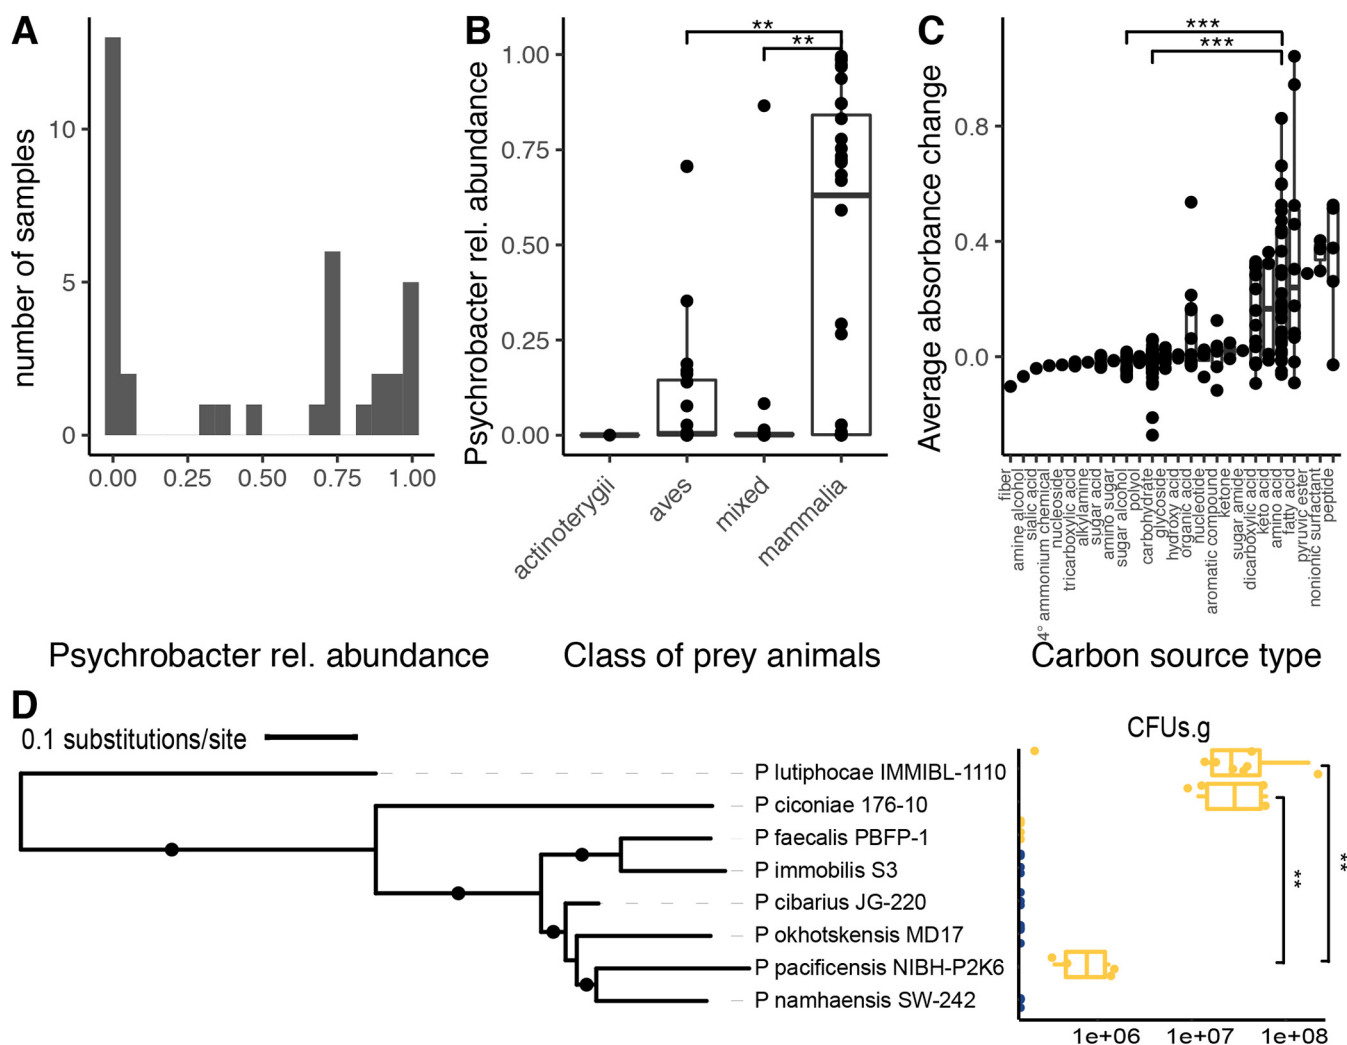 A
number of samples
10
5
0
0.00 0.25 0.50 0.75 1.00
Psychrobacter rel. abundance
B
Psychrobacter rel. abundance
1.00
0.75
0.50
0.25
0.00
**
**
actinoterygii
aves
mixed
mammalia
Class of prey animals
C
Average absorbance change
0.8
0.4
0.0
***
***
fiber
amine alcohol
sialic acid
4° ammonium chemical
nucleoside
tricarboxylic acid
alkylamine
sugar acid
amino sugar
sugar alcohol
polyol
carbohydrate
glycoside
hydroxy acid
organic acid
nucleotide
aromatic compound
ketone
sugar amide
dicarboxylic acid
keto acid
amino acid
fatty acid
pyruvic ester
nonionic surfactant
peptide
Carbon source type
D
0.1 substitutions/site
CFUs.g
P lutiphocae IMMIBL-1110
P ciconiae 176-10
P faecalis PBFP-1
P immobilis S3
P cibarius JG-220
P okhotskensis MD17
P pacificensis NIBH-P2K6
P namhaensis SW-242
**
**
1e+06 1e+07 1e+08